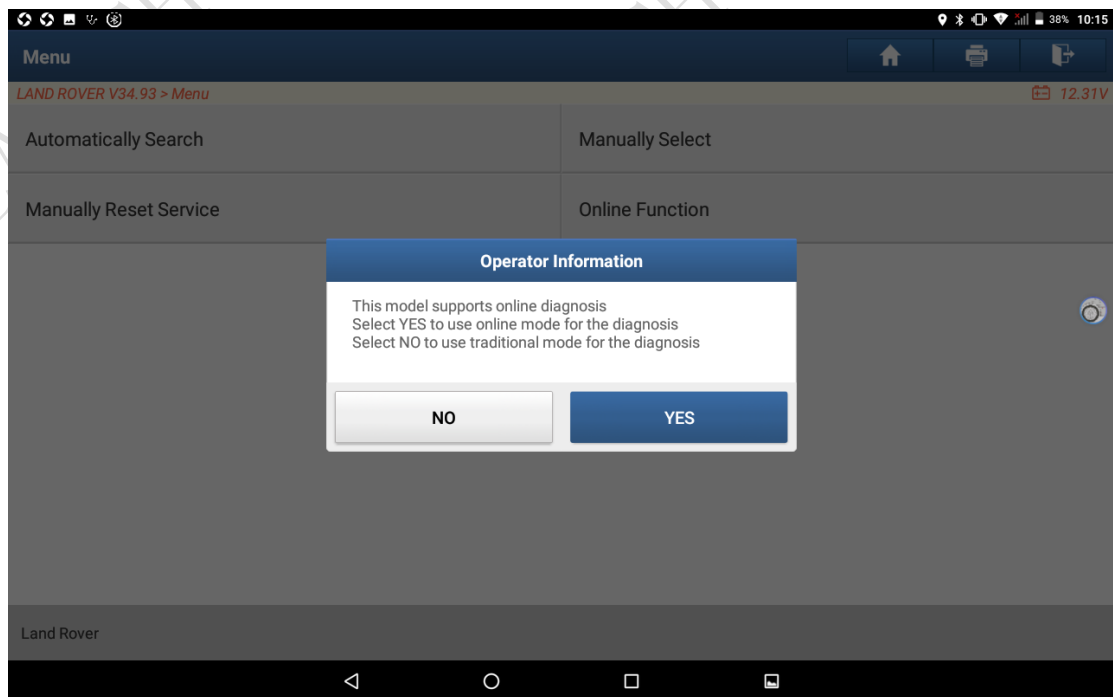 38% 10:15
Menu
LAND ROVER V34.93 > Menu
12.31V
Automatically Search
Manually Select
Manually Reset Service
Online Function
Operator Information
This model supports online diagnosis
Select YES to use online mode for the diagnosis
Select NO to use traditional mode for the diagnosis
NO
YES
Land Rover